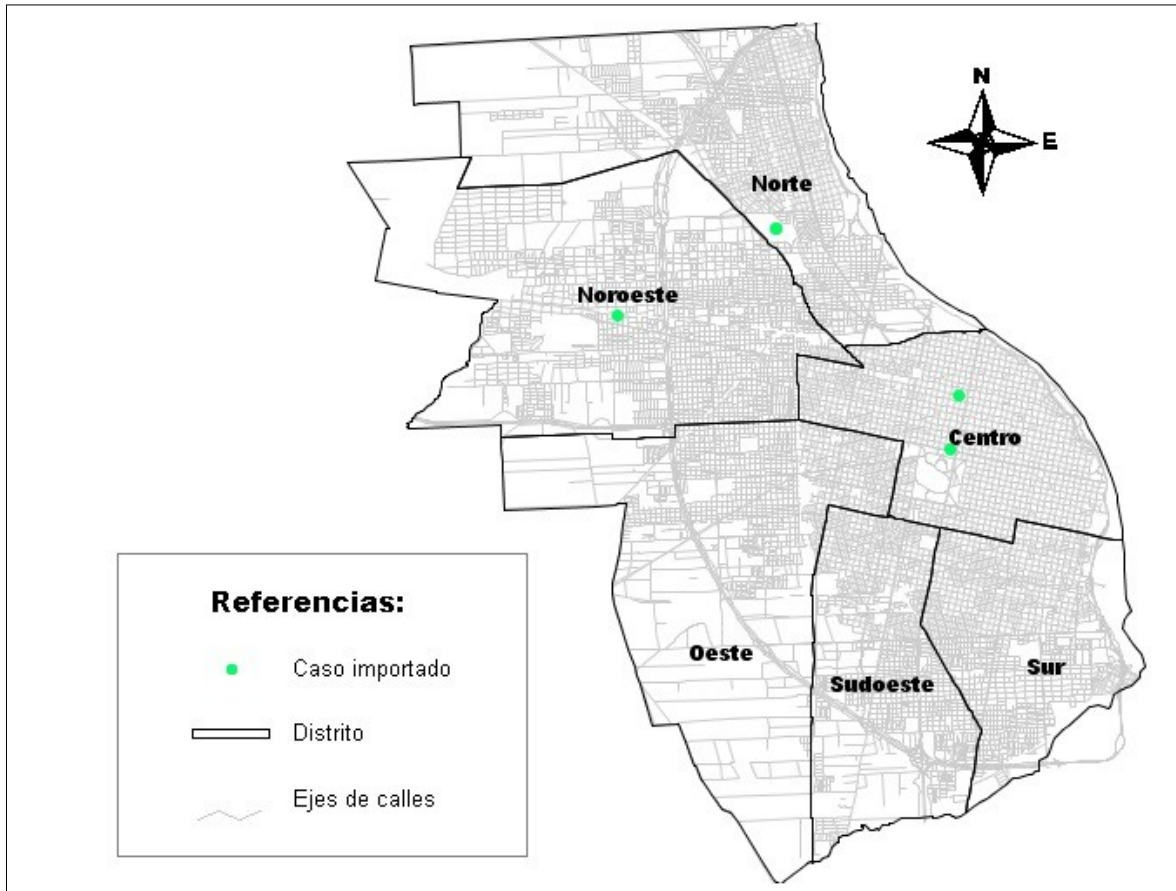 N
E
Norte
Noroeste
Centro
Oeste
Sudoeste
Sur
Referencias:
Caso importado
Distrito
Ejes de calles